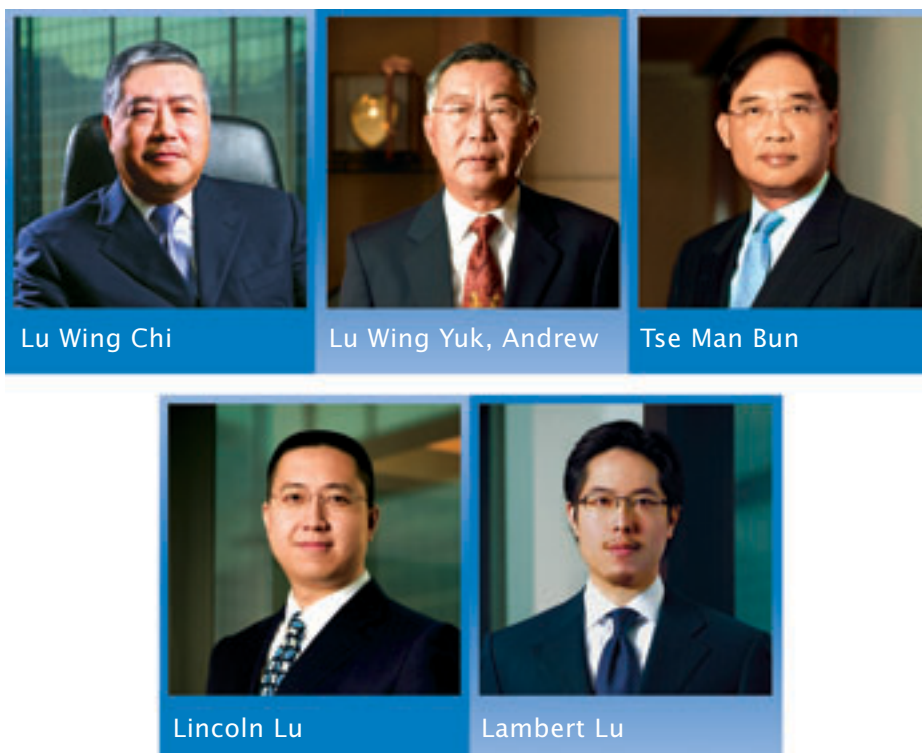 Lu Wing Chi
Lu Wing Yuk, Andrew
Tse Man Bun
Lincoln Lu
Lambert Lu